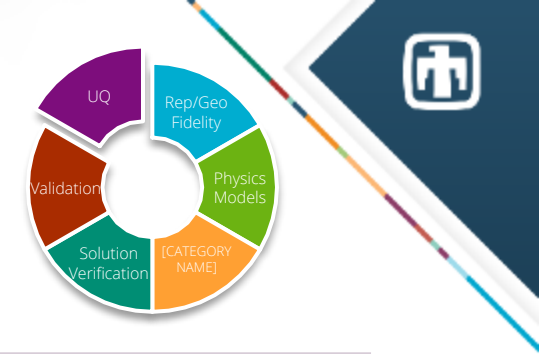 UQ
Rep/Geo
Fidelity
Physics
Models
[CATEGORY
NAME]
Solution
Verification
Validation